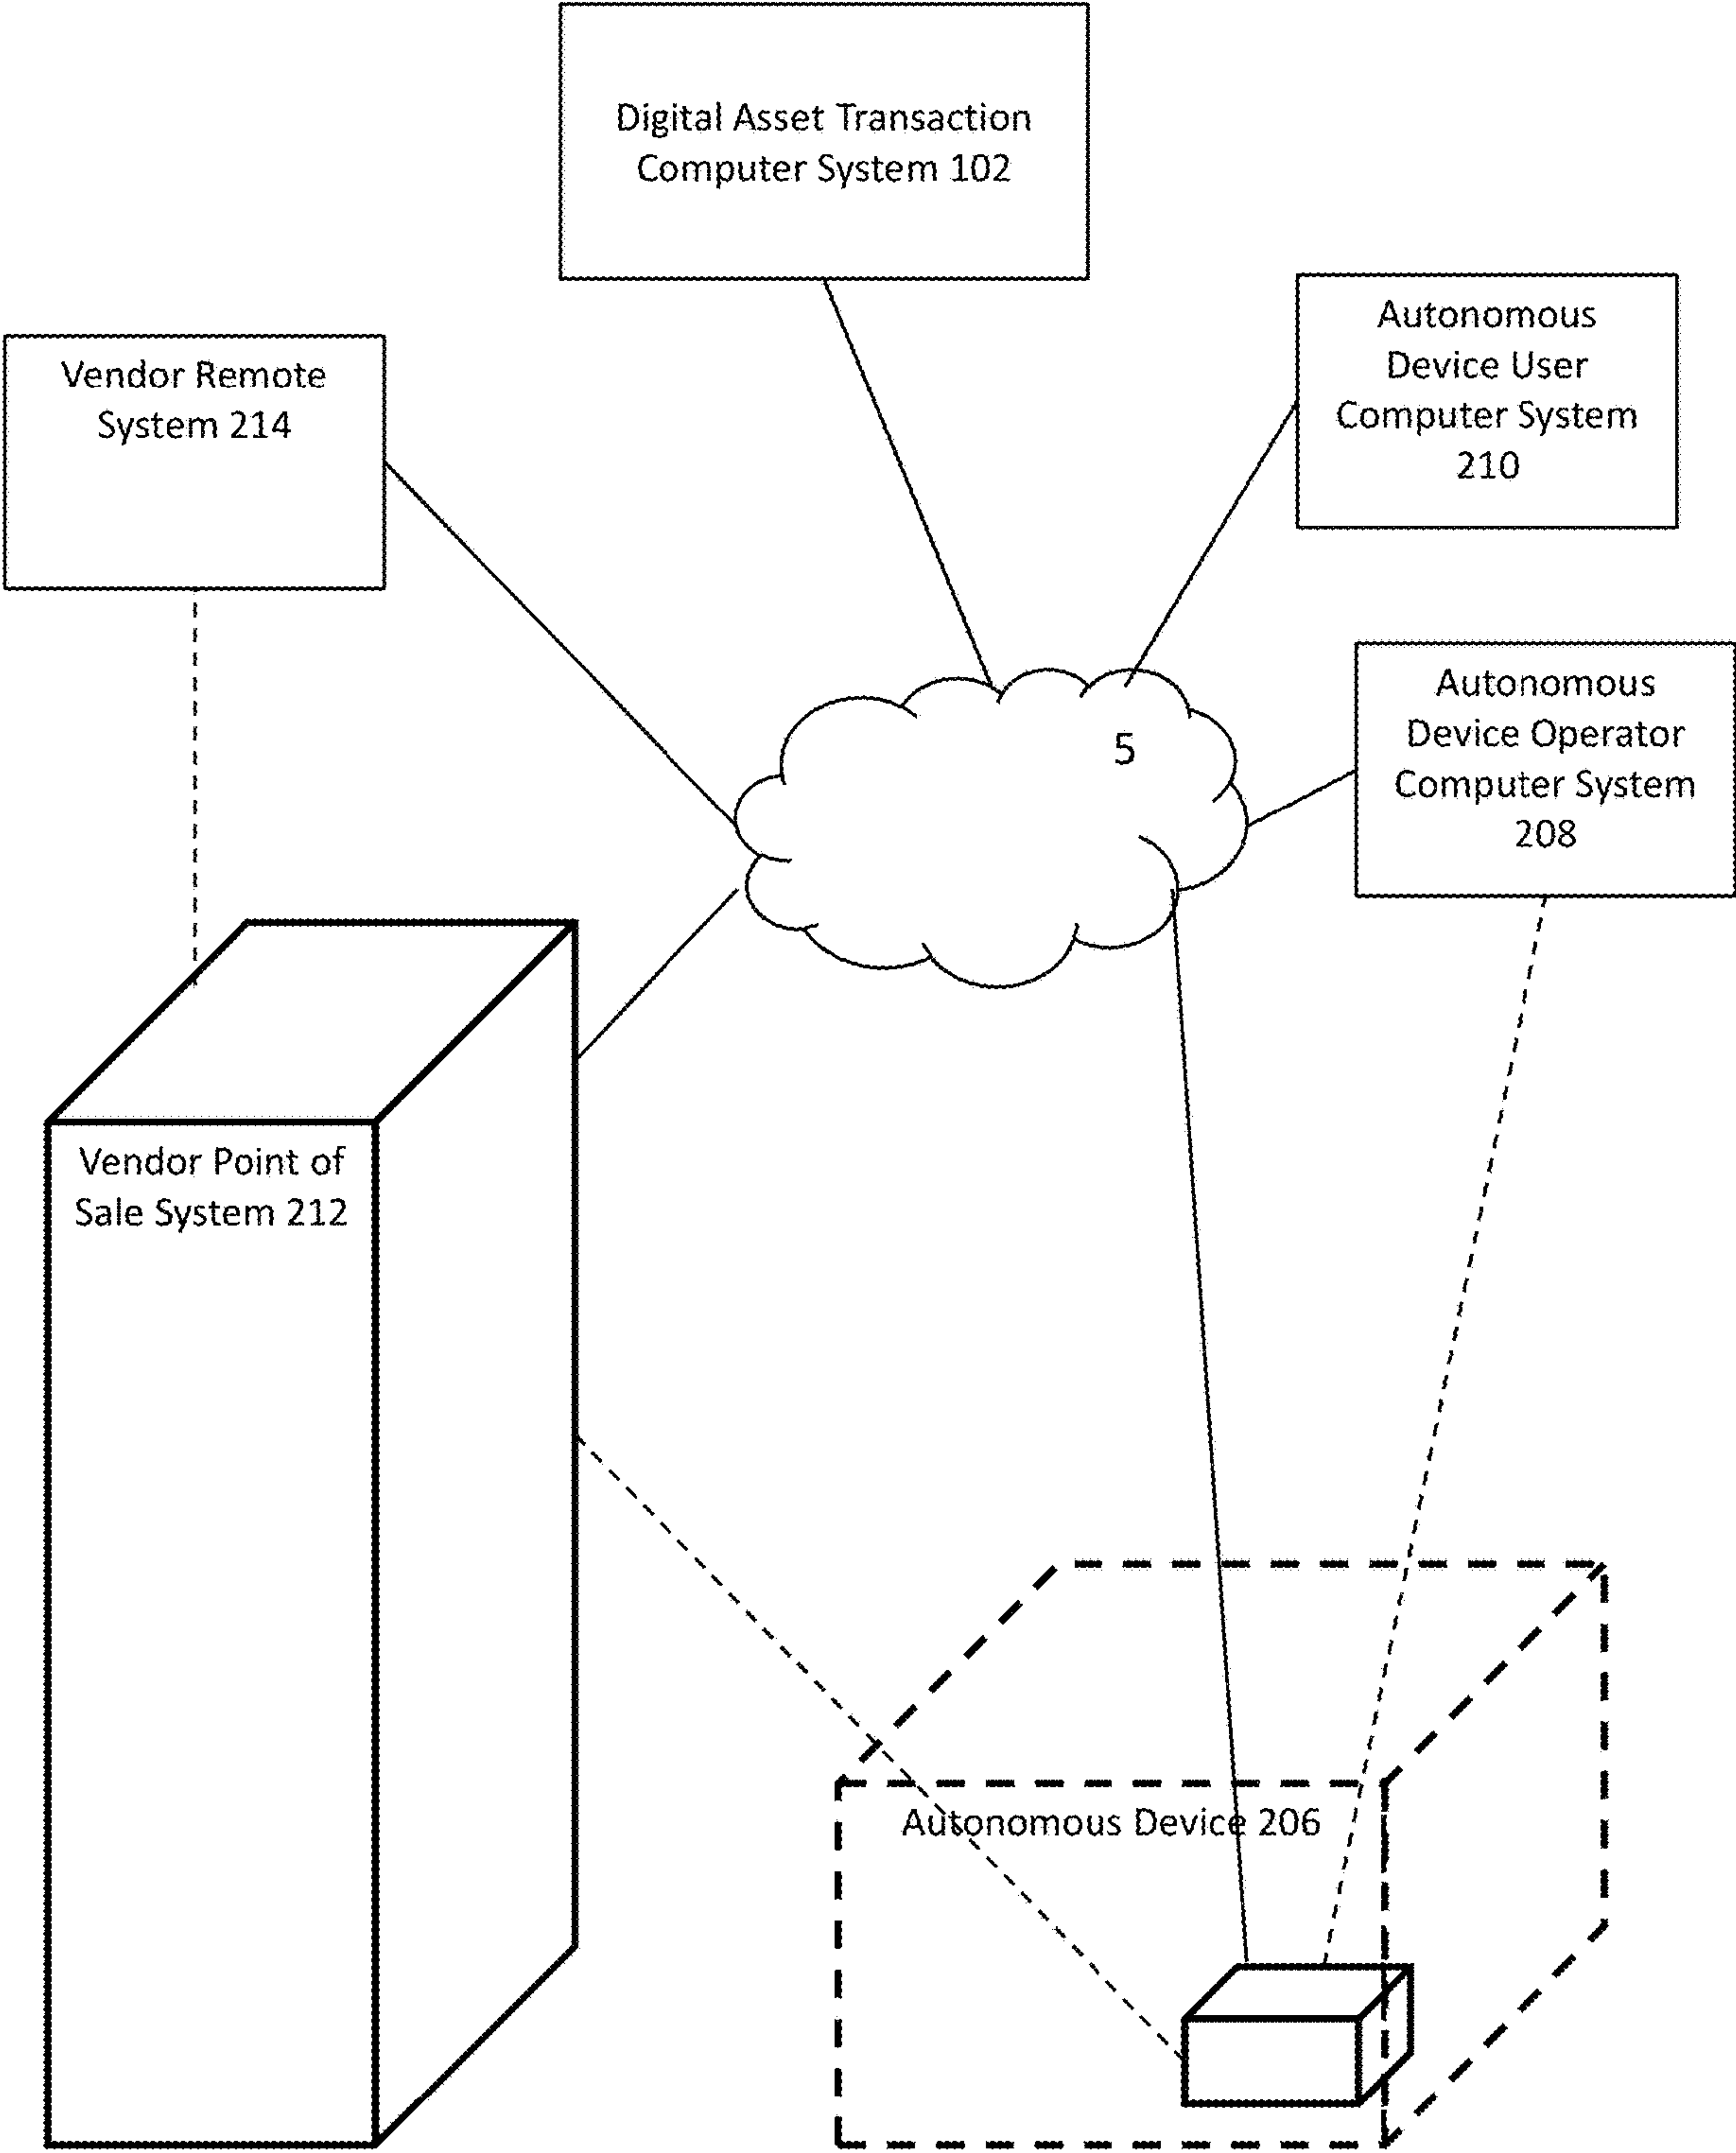 Digital Asset Transaction
Computer System 102
Autonomous
Device User
Computer System
210
Vendor Remote
System 214
Autonomous
Device Operator
Computer System
208
5
Vendor Point of
Sale System 212
Autonomous Device 206